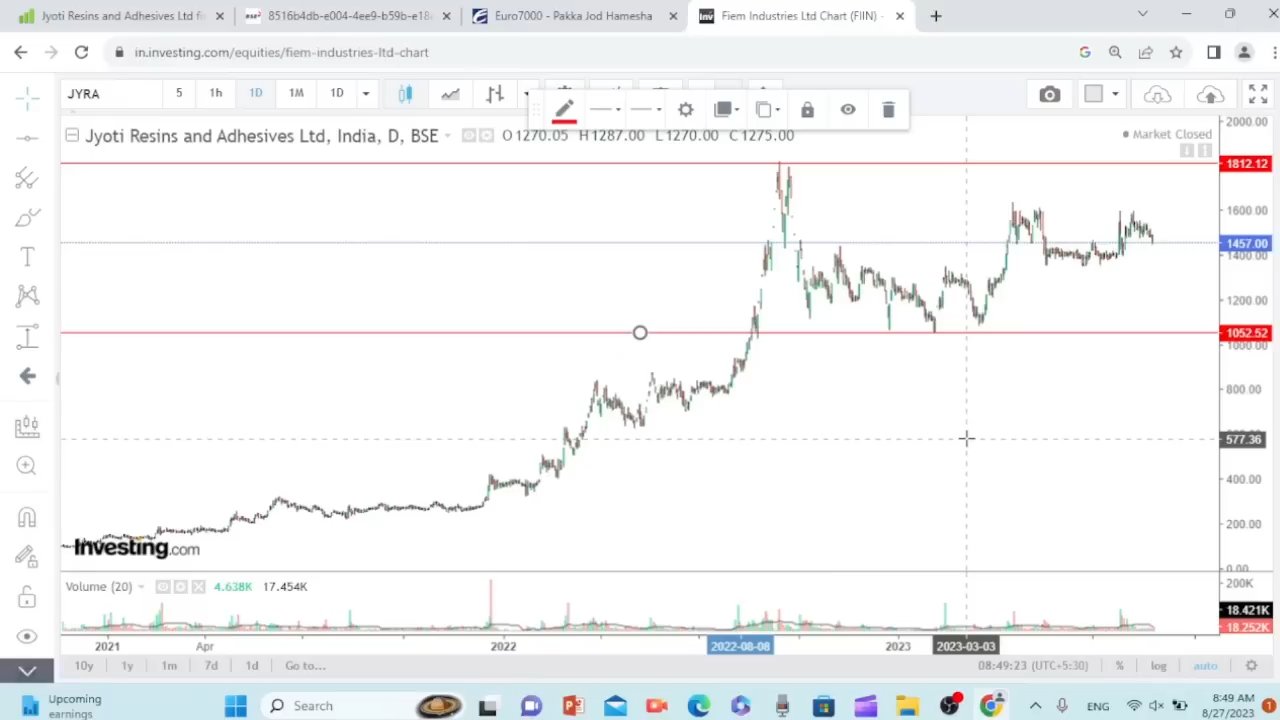 Jyoti Resins and Adhesives Ltd fi
8516b4db-e004-4ee9-b59b-e18
Euro7000 - Pakka Jod Hamesha
Fiem Industries Ltd Chart (FIIN) -
in.investing.com/equities/fiem-industries-ltd-chart
JYRA 5 1h 1D 1M 1D
Jyoti Resins and Adhesives Ltd, India, D, BSE O1270.05 H1287.00 L1270.00 C1275.00
Market Closed
2000.00
1812.12
1600.00
1457.00
1400.00
1200.00
1052.52
1000.00
800.00
577.36
400.00
200.00
0.00
Investing.com
Volume (20) 4.638K 17.454K
200K
18.421K
18.252K
2021 Apr 2022 2022-08-08 2023 2023-03-03
10y 1y 1m 7d 1d Go to... 08:49:23 (UTC+5:30) % log auto
Upcoming
earnings
Search
ENG
8:49 AM
8/27/2023
1